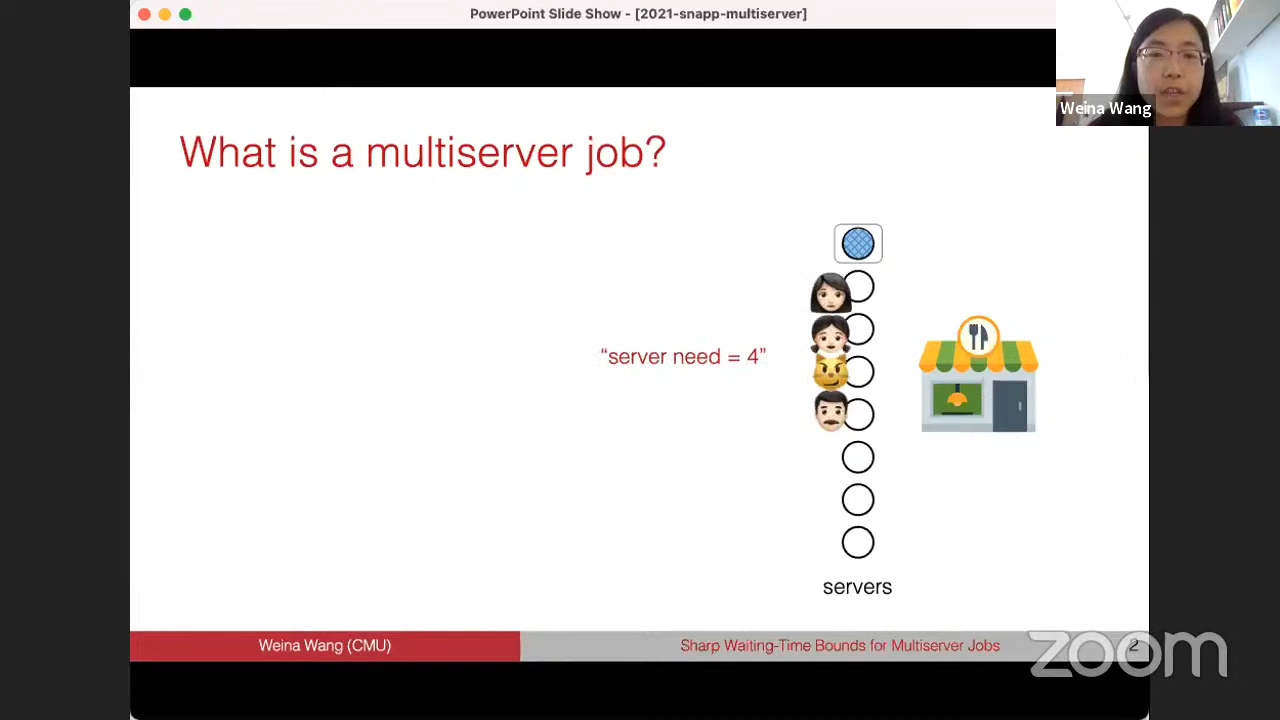 PowerPoint Slide Show - [2021-snapp-multiserver]
Weina Wang
What is a multiserver job?
“server need = 4”
servers
Weina Wang (CMU)
Sharp Waiting-Time Bounds for Multiserver Jobs
2
zoom